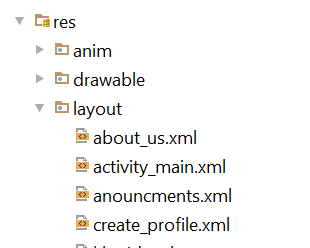 res
anim
drawable
layout
about_us.xml
activity_main.xml
anouncments.xml
create_profile.xml